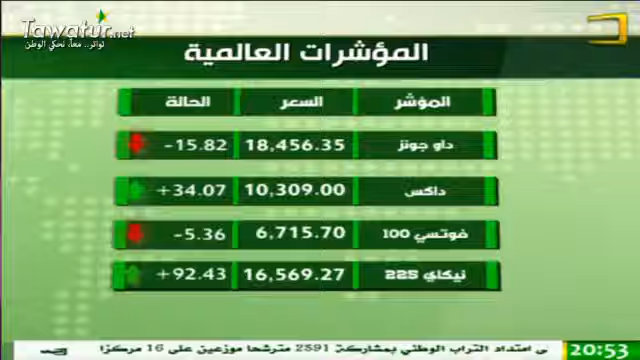 Tawatur.net
تواتر.. معا، نحكي الوطن
المؤشرات العالمية
المؤشر السعر الحالة
داو جونز 18,456.35 -15.82
داكس 10,309.00 +34.07
فوتسي 100 6,715.70 -5.36
نيكاي 225 16,569.27 +92.43
امتداد التراب الوطني بمشاركة 2591 مترشحا موزعين على 16 مركزا
20:53